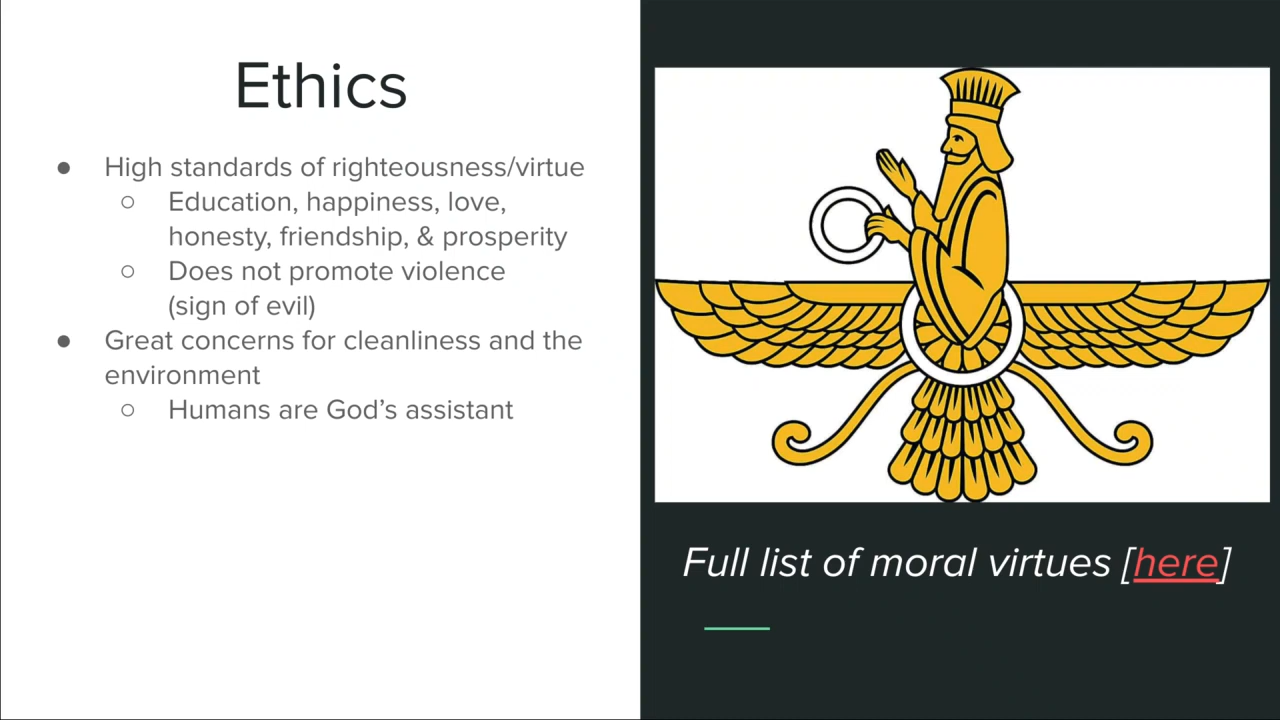 Ethics
● High standards of righteousness/virtue
○ Education, happiness, love,
honesty, friendship, & prosperity
○ Does not promote violence
(sign of evil)
● Great concerns for cleanliness and the
environment
○ Humans are God's assistant
Full list of moral virtues [here]